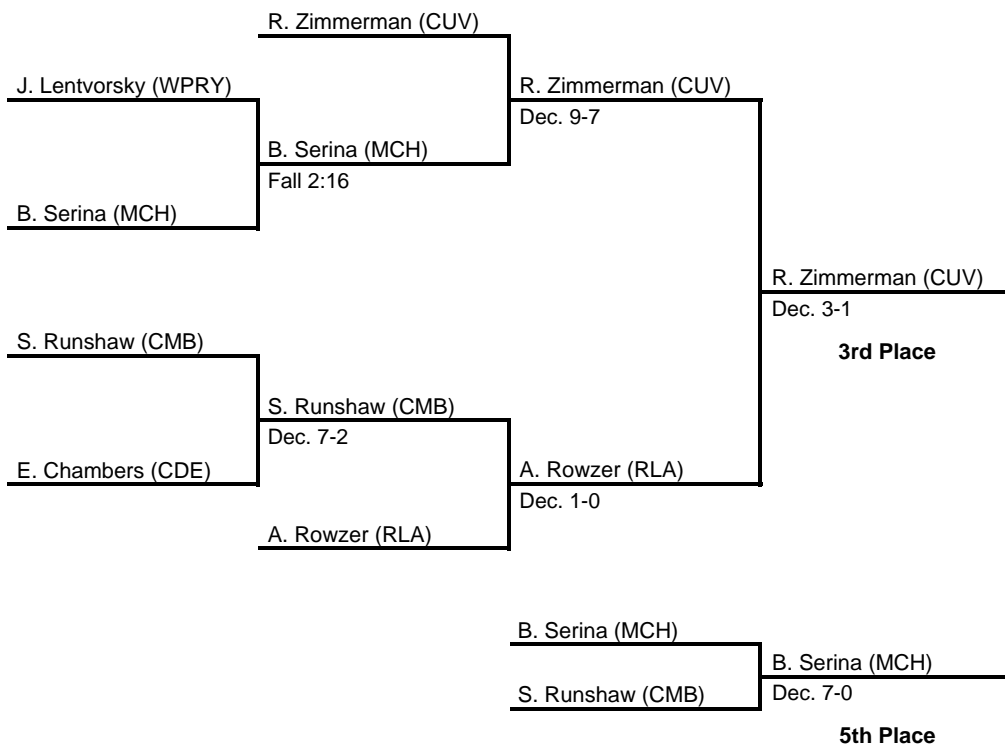 R. Zimmerman (CUV)
J. Lentvorsky (WPRY)
R. Zimmerman (CUV)
Dec. 9-7
B. Serina (MCH)
Fall 2:16
B. Serina (MCH)
R. Zimmerman (CUV)
Dec. 3-1
3rd Place
S. Runshaw (CMB)
S. Runshaw (CMB)
Dec. 7-2
E. Chambers (CDE)
A. Rowzer (RLA)
Dec. 1-0
A. Rowzer (RLA)
B. Serina (MCH)
B. Serina (MCH)
Dec. 7-0
S. Runshaw (CMB)
5th Place